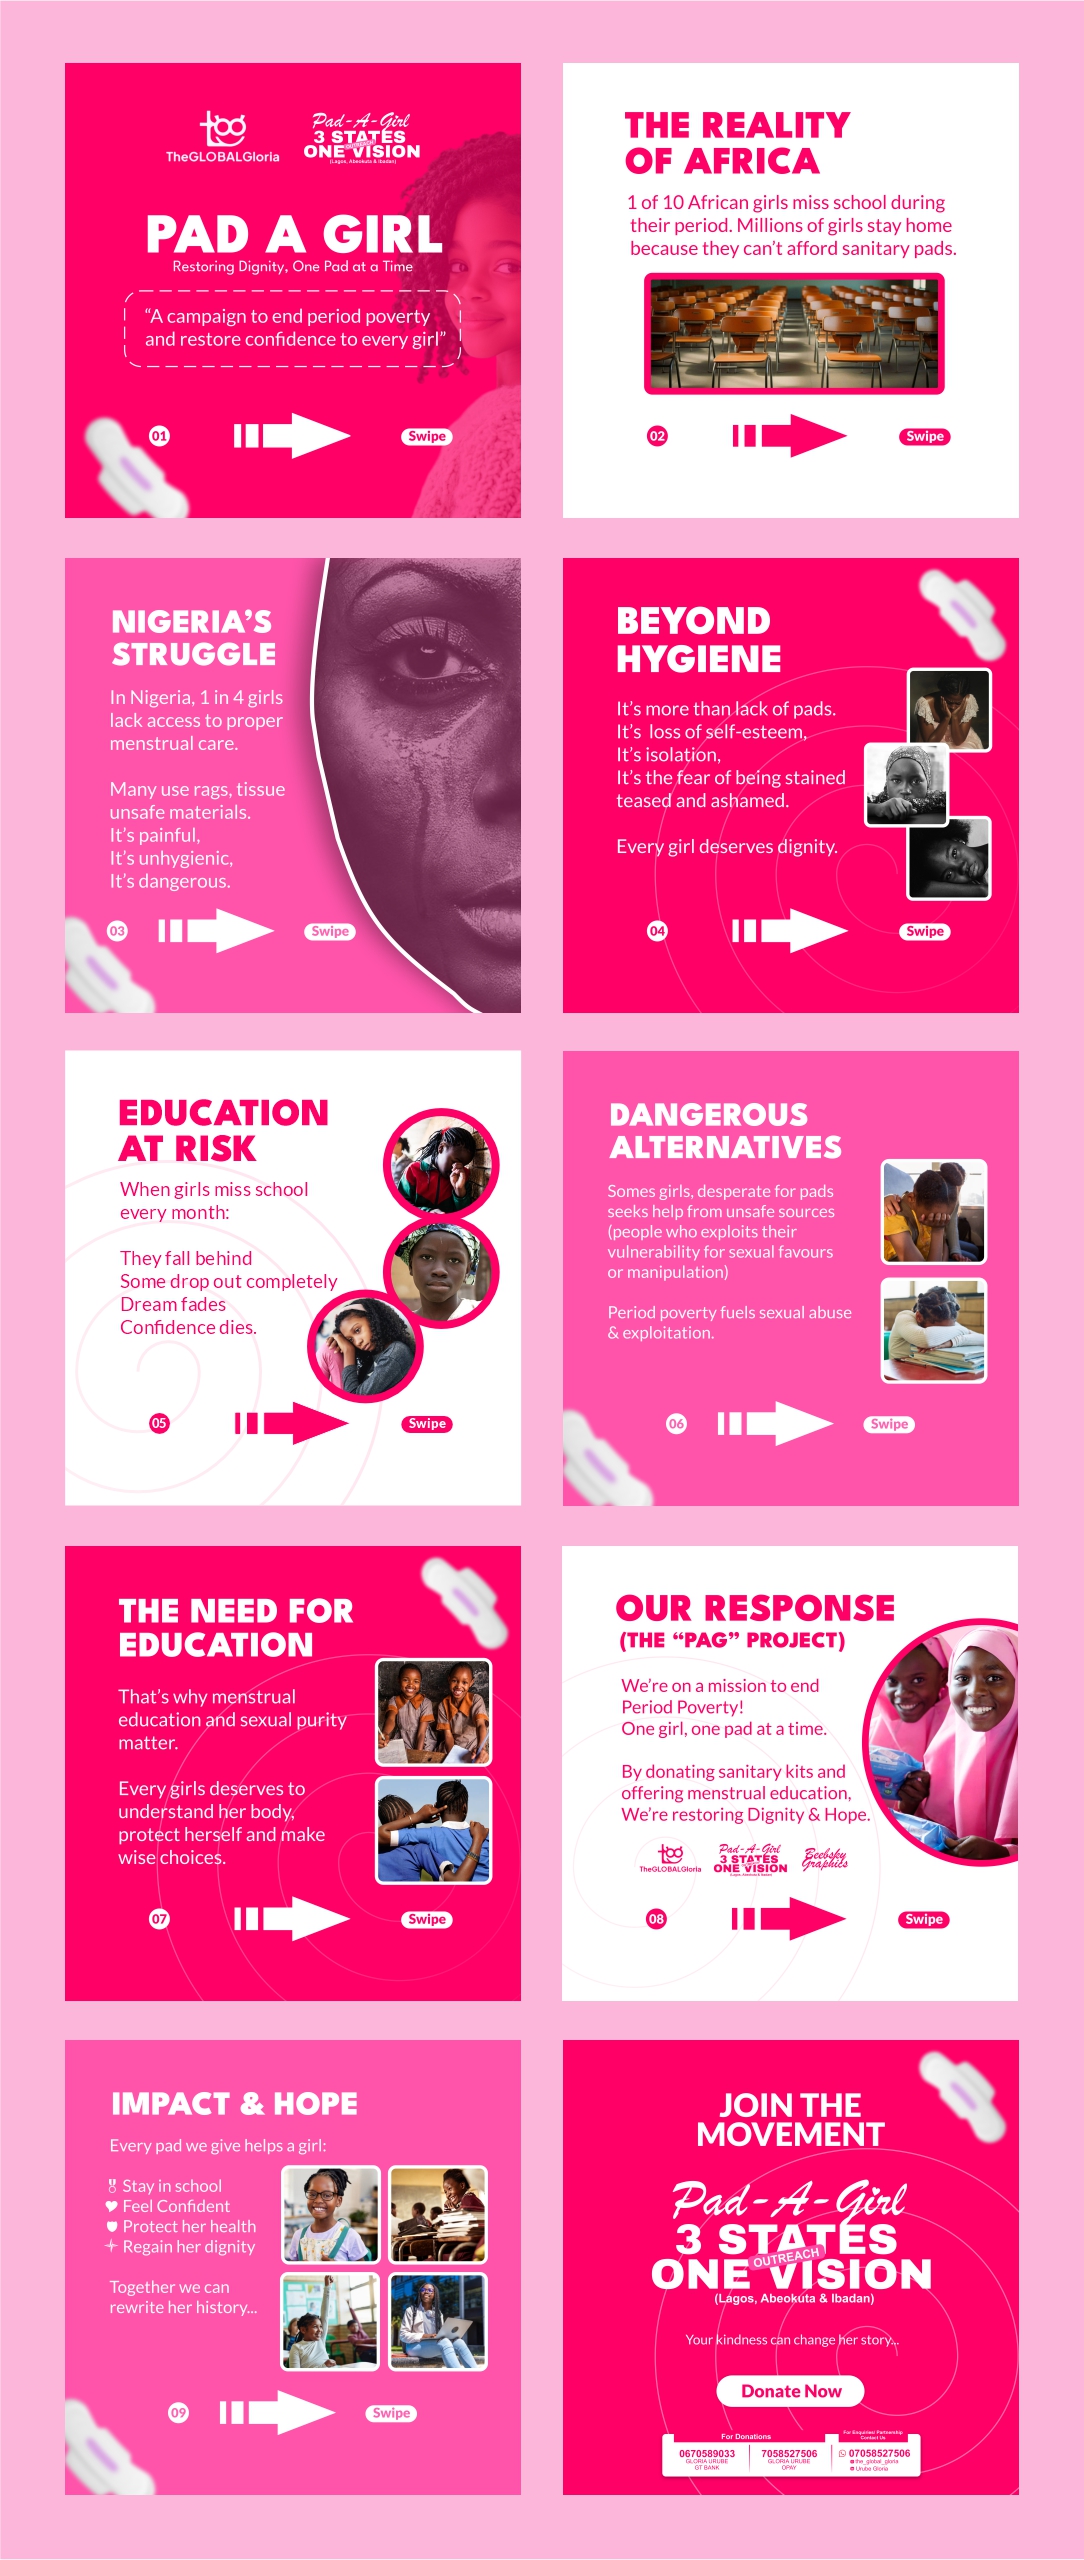 tGG
TheGLOBALGloria
Pad-A-Girl
3 STATES
OUTREACH
ONE VISION
(Lagos, Abeokuta & Ibadan)
PAD A GIRL
Restoring Dignity, One Pad at a Time
“A campaign to end period poverty
and restore confidence to every girl”
01
Swipe
THE REALITY
OF AFRICA
1 of 10 African girls miss school during
their period. Millions of girls stay home
because they can’t afford sanitary pads.
02
Swipe
NIGERIA’S
STRUGGLE
In Nigeria, 1 in 4 girls
lack access to proper
menstrual care.
Many use rags, tissue
unsafe materials.
It’s painful,
It’s unhygienic,
It’s dangerous.
03
Swipe
BEYOND
HYGIENE
It’s more than lack of pads.
It’s loss of self-esteem,
It’s isolation,
It’s the fear of being stained
teased and ashamed.
Every girl deserves dignity.
04
Swipe
EDUCATION
AT RISK
When girls miss school
every month:
They fall behind
Some drop out completely
Dream fades
Confidence dies.
05
Swipe
DANGEROUS
ALTERNATIVES
Somes girls, desperate for pads
seeks help from unsafe sources
(people who exploits their
vulnerability for sexual favours
or manipulation)
Period poverty fuels sexual abuse
& exploitation.
06
Swipe
THE NEED FOR
EDUCATION
That’s why menstrual
education and sexual purity
matter.
Every girls deserves to
understand her body,
protect herself and make
wise choices.
07
Swipe
OUR RESPONSE
(THE “PAG” PROJECT)
We’re on a mission to end
Period Poverty!
One girl, one pad at a time.
By donating sanitary kits and
offering menstrual education,
We’re restoring Dignity & Hope.
tGG
TheGLOBALGloria
Pad-A-Girl
3 STATES
ONE VISION
(Lagos, Abeokuta & Ibadan)
Beebsky
Graphics
08
Swipe
IMPACT & HOPE
Every pad we give helps a girl:
Stay in school
Feel Confident
Protect her health
Regain her dignity
Together we can
rewrite her history...
09
Swipe
JOIN THE
MOVEMENT
Pad-A-Girl
3 STATES
OUTREACH
ONE VISION
(Lagos, Abeokuta & Ibadan)
Your kindness can change her story...
Donate Now
For Donations
For Enquiries/ Partnership
Contact Us
0670589033
GLORIA URUBE
GT BANK
7058527506
GLORIA URUBE
OPAY
07058527506
the_global_gloria
Urube Gloria